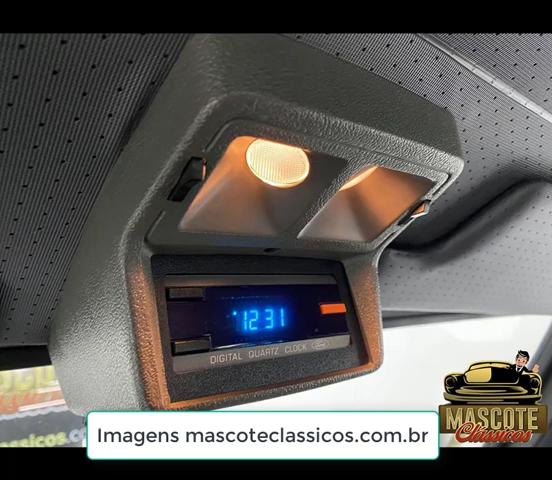 12 31
DIGITAL QUARTZ CLOCK Ford
Imagens mascoteclassicos.com.br
MASCOTE
Clássicos